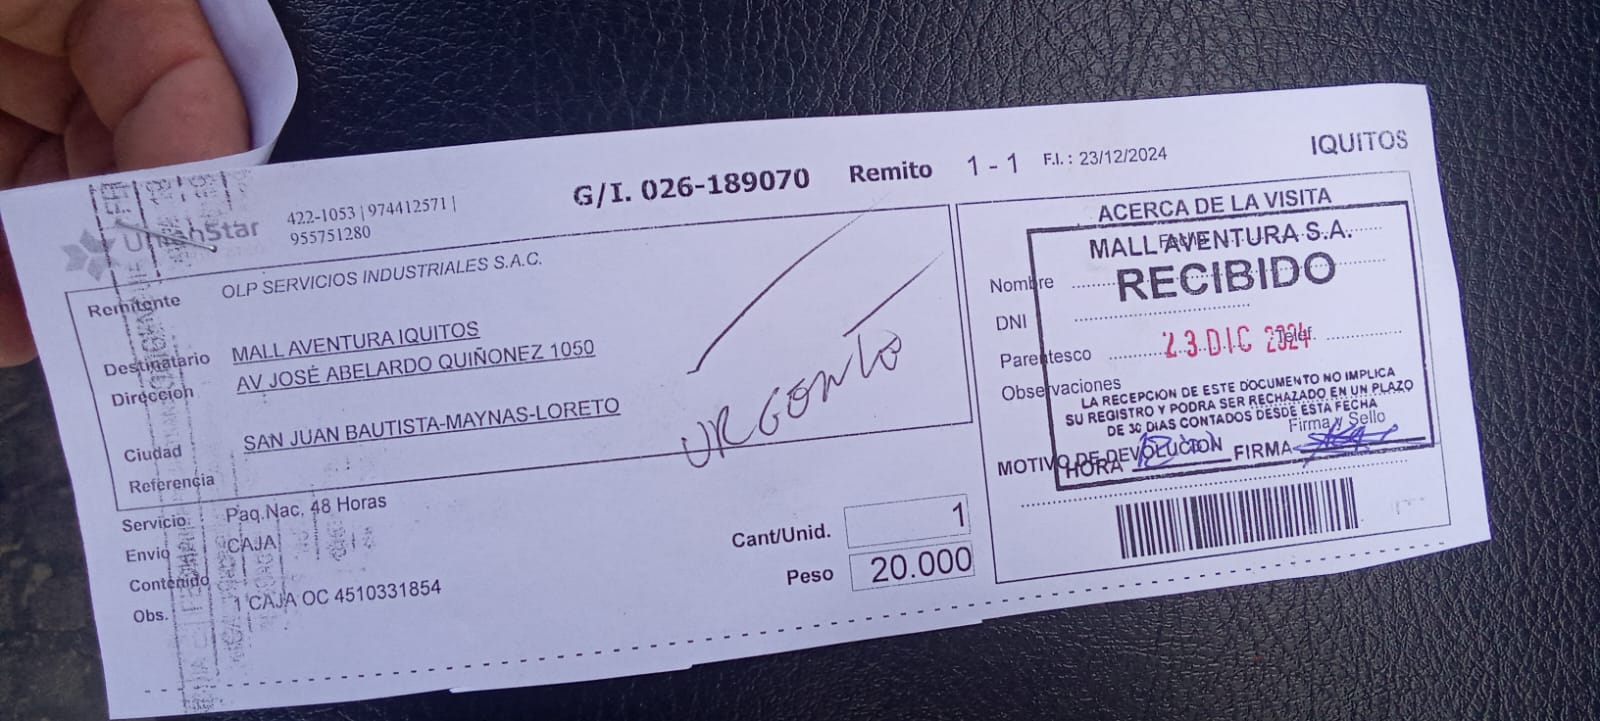 422-1053 | 974412571 |
955751280
G/I. 026-189070 Remito 1 - 1 F.I. : 23/12/2024 IQUITOS
Remitente OLP SERVICIOS INDUSTRIALES S.A.C.
Destinatario MALL AVENTURA IQUITOS
Dirección AV JOSÉ ABELARDO QUIÑONEZ 1050
Ciudad SAN JUAN BAUTISTA-MAYNAS-LORETO
Referencia
URGENTE
Servicio Paq.Nac. 48 Horas
Envio CAJA
Contenido
Obs. 1 CAJA OC 4510331854
Cant/Unid. 1
Peso 20.000
ACERCA DE LA VISITA
MALL AVENTURA S.A.
Nombre RECIBIDO
DNI
Parentesco 23 DIC 2024 Teléf.
Observaciones
LA RECEPCION DE ESTE DOCUMENTO NO IMPLICA
SU REGISTRO Y PODRA SER RECHAZADO EN UN PLAZO
DE 30 DIAS CONTADOS DESDE ESTA FECHA
Firma y Sello
MOTIVO DE DEVOLUCION
HORA FIRMA